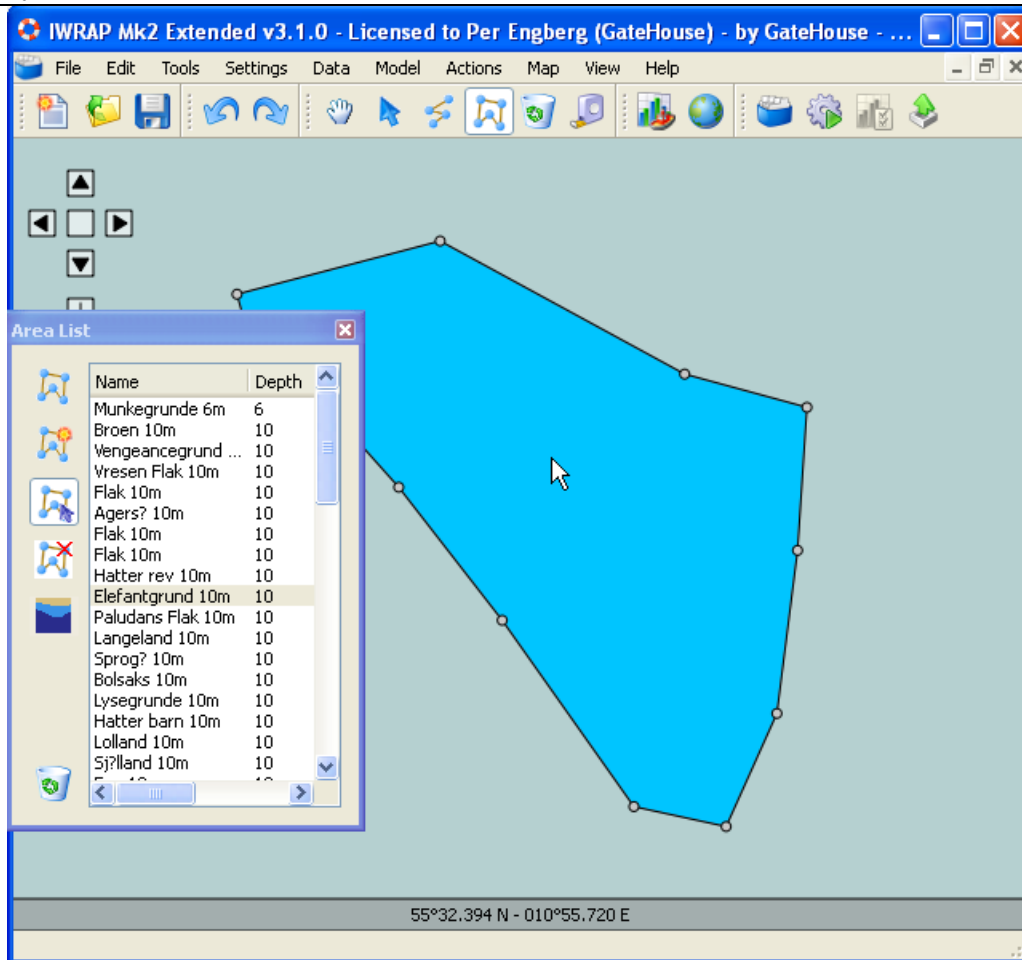 IWRAP Mk2 Extended v3.1.0 - Licensed to Per Engberg (GateHouse) - by GateHouse - ...
File Edit Tools Settings Data Model Actions Map View Help
Area List
Name Depth
Munkegrunde 6m 6
Broen 10m 10
Vengeancegrund ... 10
Vresen Flak 10m 10
Flak 10m 10
Agers? 10m 10
Flak 10m 10
Flak 10m 10
Hatter rev 10m 10
Elefantgrund 10m 10
Paludans Flak 10m 10
Langeland 10m 10
Sprog? 10m 10
Bolsaks 10m 10
Lysegrunde 10m 10
Hatter barn 10m 10
Lolland 10m 10
Sj?lland 10m 10
55°32.394 N - 010°55.720 E